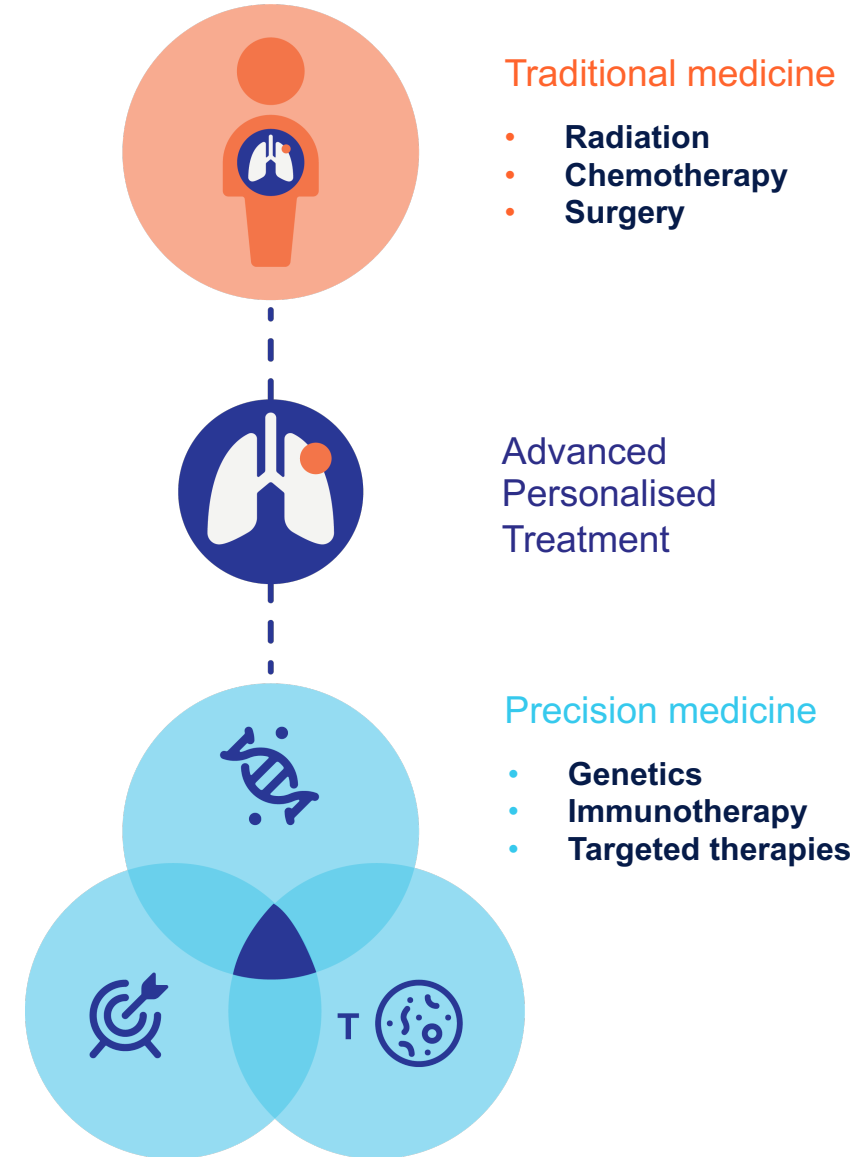 Traditional medicine
• Radiation
• Chemotherapy
• Surgery
Advanced
Personalised
Treatment
Precision medicine
• Genetics
• Immunotherapy
• Targeted therapies
T